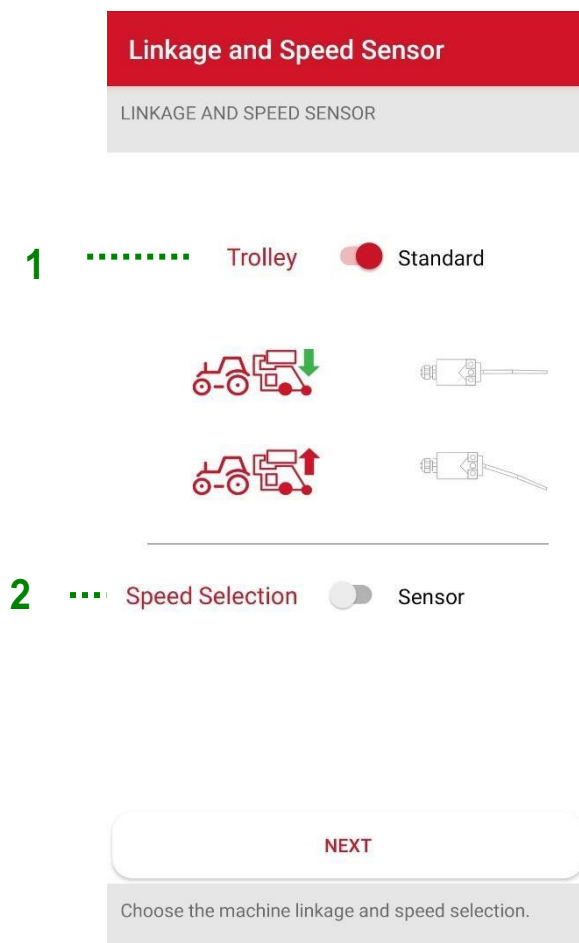 Linkage and Speed Sensor
LINKAGE AND SPEED SENSOR
1 Trolley Standard
2 Speed Selection Sensor
NEXT
Choose the machine linkage and speed selection.